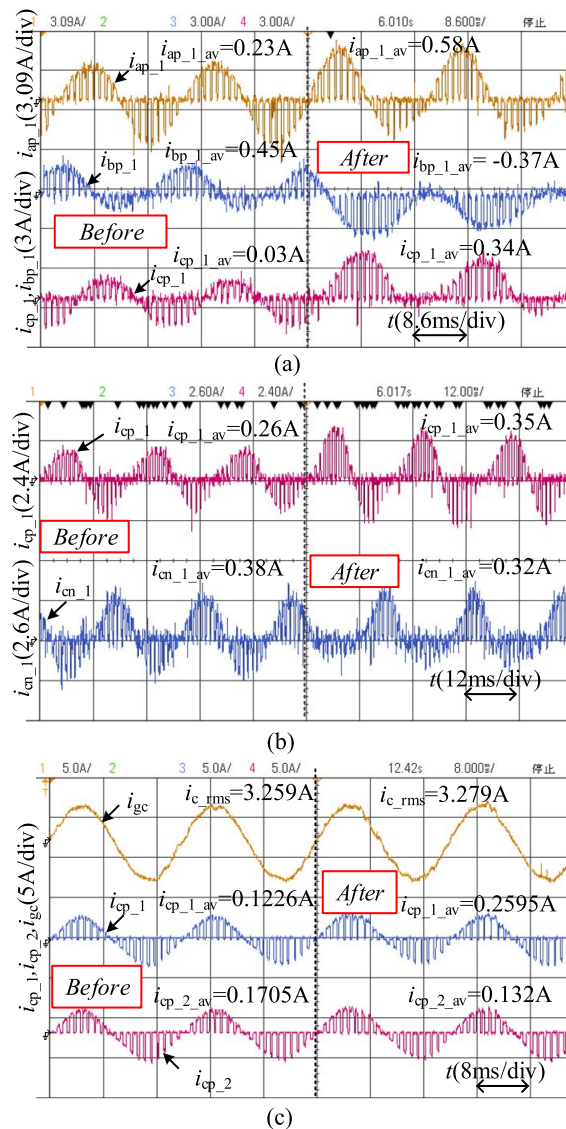 1 3.09A/ 2 3 3.00A/ 4 3.00A/ 6.010s 8.600ᵐ/ 停止
i_ap_1(3.09A/div)
i_ap_1 i_ap_1_av=0.23A i_ap_1_av=0.58A
i_cp_1,i_bp_1(3A/div)
i_bp_1 i_bp_1_av=0.45A After i_bp_1_av= -0.37A
Before
i_cp_1_av=0.03A i_cp_1_av=0.34A
i_cp_1
t(8.6ms/div)
(a)
1 2 3 2.60A/ 4 2.40A/ 6.017s 12.00ᵐ/ 停止
i_cp_1(2.4A/div)
i_cp_1 i_cp_1_av=0.26A i_cp_1_av=0.35A
Before
i_cn_1(2.6A/div)
i_cn_1_av=0.38A After i_cn_1_av=0.32A
i_cn_1
t(12ms/div)
(b)
1 5.0A/ 2 3 5.0A/ 4 5.0A/ 12.42s 8.000ᵐ/ 停止
i_cp_1,i_cp_2,i_gc(5A/div)
i_gc i_c_rms=3.259A i_c_rms=3.279A
i_cp_1 i_cp_1_av=0.1226A After i_cp_1_av=0.2595A
Before
i_cp_2_av=0.1705A i_cp_2_av=0.132A
i_cp_2
t(8ms/div)
(c)